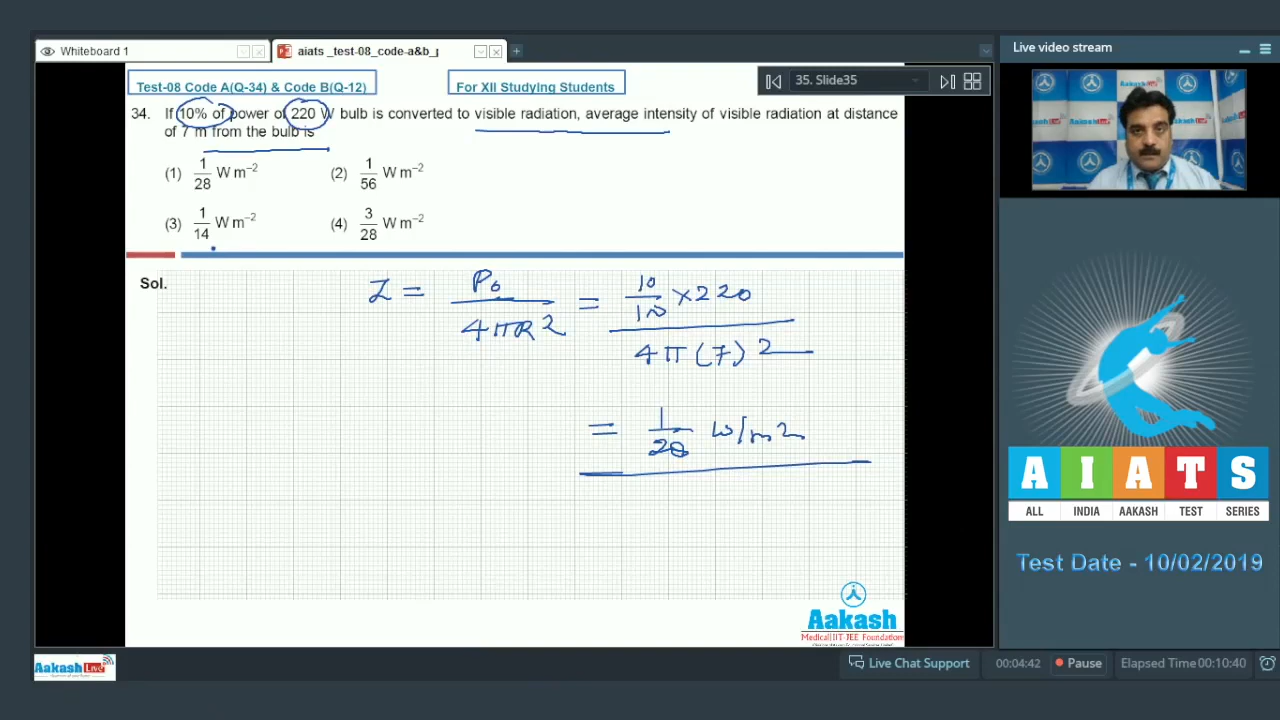 Whiteboard 1
aiats _test-08_code-a&b_p
Live video stream
Test-08 Code A(Q-34) & Code B(Q-12)
For XII Studying Students
35. Slide35
34. If 10% of power of 220 W bulb is converted to visible radiation, average intensity of visible radiation at distance
of 7 m from the bulb is
(1) 1/28 W m⁻² (2) 1/56 W m⁻²
(3) 1/14 W m⁻² (4) 3/28 W m⁻²
Sol.
I = P₀ / 4πR² = 10/100 × 220 / 4π(7)²
= 1/28 W/m²
A I A T S
ALL INDIA AAKASH TEST SERIES
Test Date - 10/02/2019
Aakash
Medical|IIT-JEE|Foundations
Aakash Live
Live Chat Support
00:04:42
Pause
Elapsed Time 00:10:40